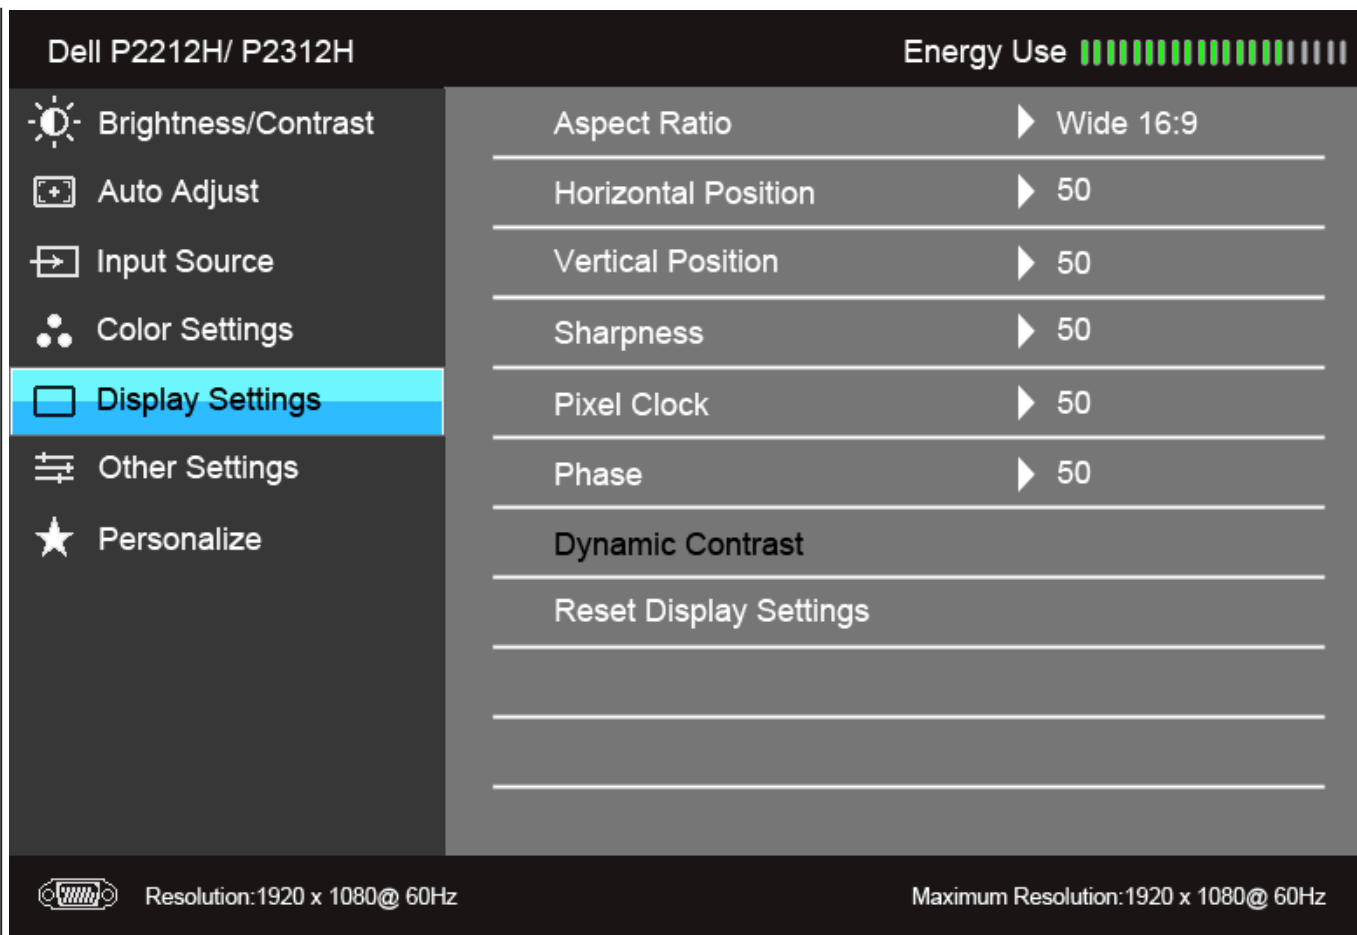 Dell P2212H/ P2312H
Energy Use
Brightness/Contrast
Auto Adjust
Input Source
Color Settings
Display Settings
Other Settings
Personalize
Aspect Ratio Wide 16:9
Horizontal Position 50
Vertical Position 50
Sharpness 50
Pixel Clock 50
Phase 50
Dynamic Contrast
Reset Display Settings
Resolution:1920 x 1080@ 60Hz
Maximum Resolution:1920 x 1080@ 60Hz